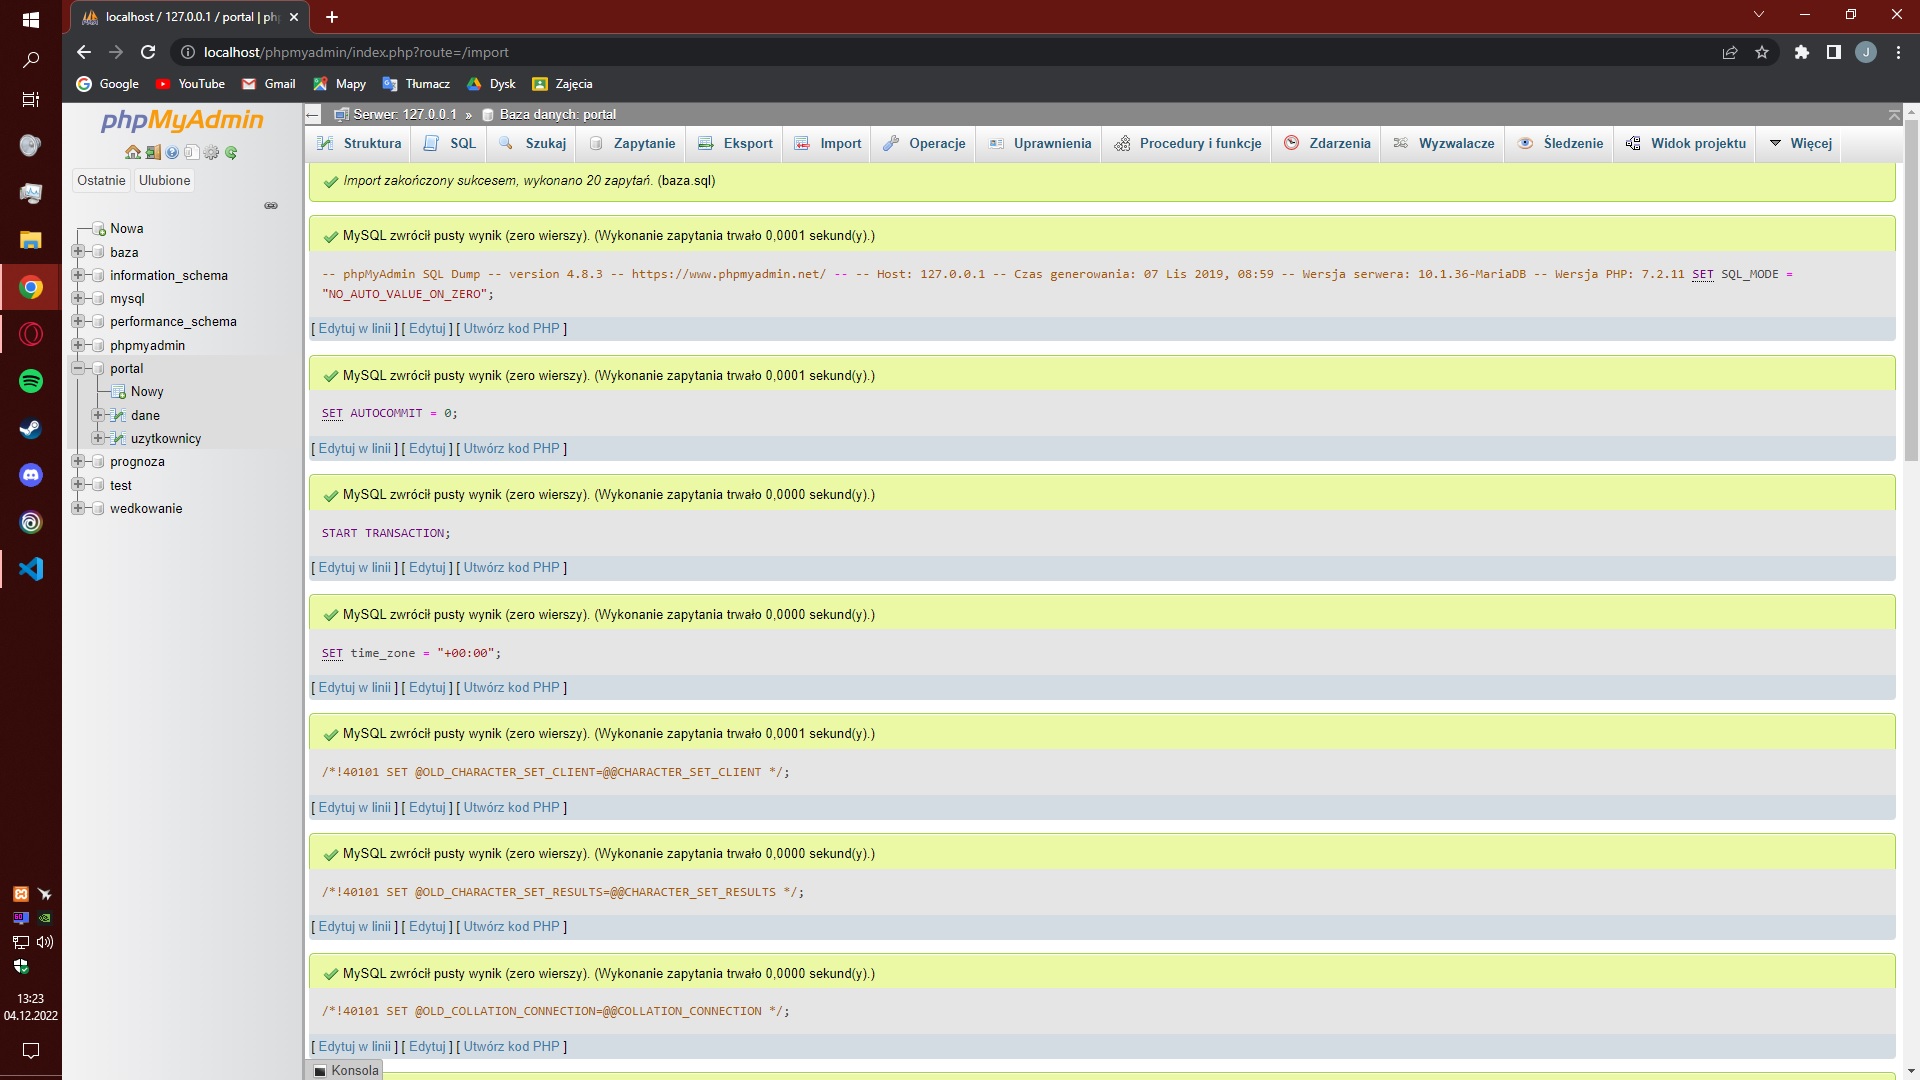 localhost / 127.0.0.1 / portal | ph
localhost/phpmyadmin/index.php?route=/import
J
Google
YouTube
Gmail
Mapy
Tłumacz
Dysk
Zajęcia
phpMyAdmin
Ostatnie
Ulubione
Nowa
baza
information_schema
mysql
performance_schema
phpmyadmin
portal
Nowy
dane
uzytkownicy
prognoza
test
wedkowanie
Serwer: 127.0.0.1 » Baza danych: portal
Struktura
SQL
Szukaj
Zapytanie
Eksport
Import
Operacje
Uprawnienia
Procedury i funkcje
Zdarzenia
Wyzwalacze
Śledzenie
Widok projektu
Więcej
Import zakończony sukcesem, wykonano 20 zapytań. (baza.sql)
MySQL zwrócił pusty wynik (zero wierszy). (Wykonanie zapytania trwało 0,0001 sekund(y).)
-- phpMyAdmin SQL Dump -- version 4.8.3 -- https://www.phpmyadmin.net/ -- -- Host: 127.0.0.1 -- Czas generowania: 07 Lis 2019, 08:59 -- Wersja serwera: 10.1.36-MariaDB -- Wersja PHP: 7.2.11 SET SQL_MODE =
"NO_AUTO_VALUE_ON_ZERO";
[ Edytuj w linii ] [ Edytuj ] [ Utwórz kod PHP ]
MySQL zwrócił pusty wynik (zero wierszy). (Wykonanie zapytania trwało 0,0001 sekund(y).)
SET AUTOCOMMIT = 0;
[ Edytuj w linii ] [ Edytuj ] [ Utwórz kod PHP ]
MySQL zwrócił pusty wynik (zero wierszy). (Wykonanie zapytania trwało 0,0000 sekund(y).)
START TRANSACTION;
[ Edytuj w linii ] [ Edytuj ] [ Utwórz kod PHP ]
MySQL zwrócił pusty wynik (zero wierszy). (Wykonanie zapytania trwało 0,0000 sekund(y).)
SET time_zone = "+00:00";
[ Edytuj w linii ] [ Edytuj ] [ Utwórz kod PHP ]
MySQL zwrócił pusty wynik (zero wierszy). (Wykonanie zapytania trwało 0,0001 sekund(y).)
/*!40101 SET @OLD_CHARACTER_SET_CLIENT=@@CHARACTER_SET_CLIENT */;
[ Edytuj w linii ] [ Edytuj ] [ Utwórz kod PHP ]
MySQL zwrócił pusty wynik (zero wierszy). (Wykonanie zapytania trwało 0,0000 sekund(y).)
/*!40101 SET @OLD_CHARACTER_SET_RESULTS=@@CHARACTER_SET_RESULTS */;
[ Edytuj w linii ] [ Edytuj ] [ Utwórz kod PHP ]
MySQL zwrócił pusty wynik (zero wierszy). (Wykonanie zapytania trwało 0,0000 sekund(y).)
/*!40101 SET @OLD_COLLATION_CONNECTION=@@COLLATION_CONNECTION */;
[ Edytuj w linii ] [ Edytuj ] [ Utwórz kod PHP ]
Konsola
13:23
04.12.2022